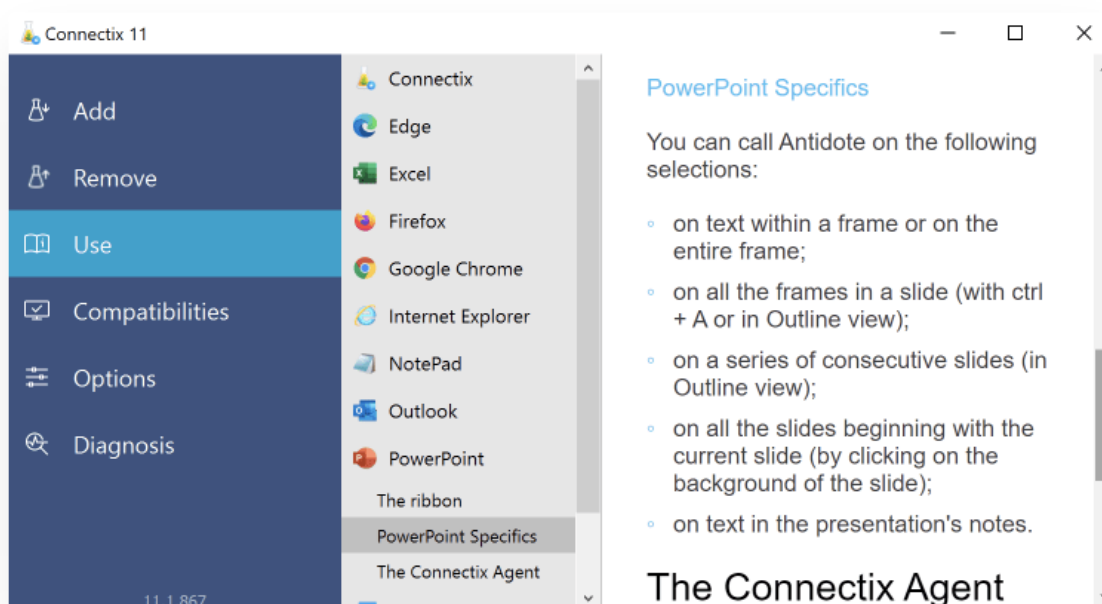 Connectix 11
Add
Remove
Use
Compatibilities
Options
Diagnosis
11.1.867
Connectix
Edge
Excel
Firefox
Google Chrome
Internet Explorer
NotePad
Outlook
PowerPoint
The ribbon
PowerPoint Specifics
The Connectix Agent
PowerPoint Specifics
You can call Antidote on the following
selections:
on text within a frame or on the
entire frame;
on all the frames in a slide (with ctrl
+ A or in Outline view);
on a series of consecutive slides (in
Outline view);
on all the slides beginning with the
current slide (by clicking on the
background of the slide);
on text in the presentation's notes.
The Connectix Agent